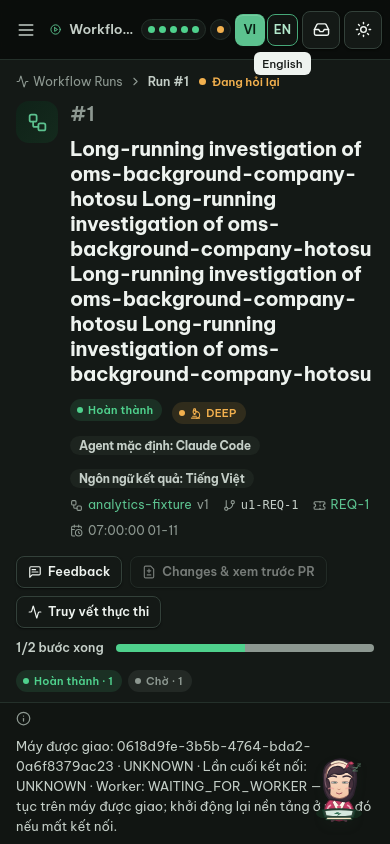 Workflo...
VI
EN
English
Workflow Runs > Run #1 Đang hỏi lại
#1
Long-running investigation of
oms-background-company-
hotosu Long-running
investigation of oms-
background-company-hotosu
Long-running investigation of
oms-background-company-
hotosu Long-running
investigation of oms-
background-company-hotosu
Hoàn thành
DEEP
Agent mặc định: Claude Code
Ngôn ngữ kết quả: Tiếng Việt
analytics-fixture v1 u1-REQ-1 REQ-1
07:00:00 01-11
Feedback
Changes & xem trước PR
Truy vết thực thi
1/2 bước xong
Hoàn thành · 1
Chờ · 1
Máy được giao: 0618d9fe-3b5b-4764-bda2-
0a6f8379ac23 · UNKNOWN · Lần cuối kết nối:
UNKNOWN · Worker: WAITING_FOR_WORKER —
tục trên máy được giao; khởi động lại nền tảng ở đó
nếu mất kết nối.